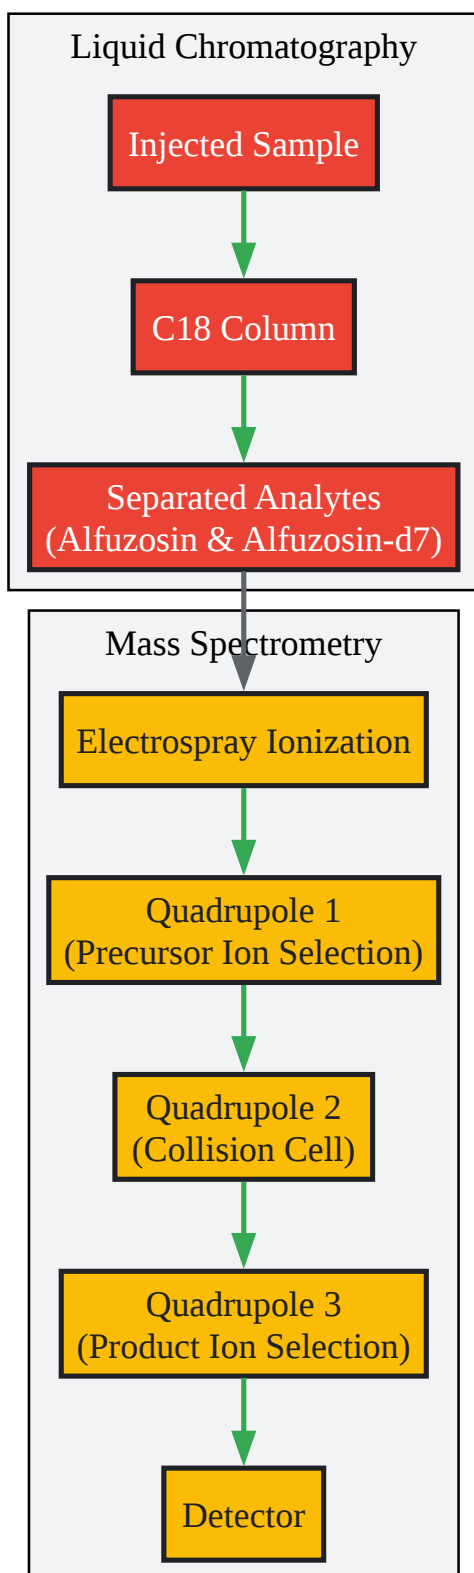 Liquid Chromatography
Injected Sample
C18 Column
Separated Analytes
(Alfuzosin & Alfuzosin-d7)
Mass Spectrometry
Electrospray Ionization
Quadrupole 1
(Precursor Ion Selection)
Quadrupole 2
(Collision Cell)
Quadrupole 3
(Product Ion Selection)
Detector